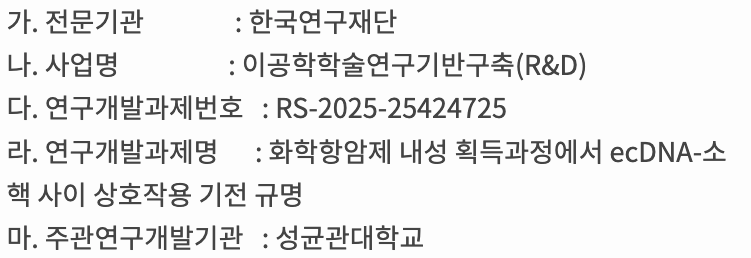 가. 전문기관 : 한국연구재단
나. 사업명 : 이공학학술연구기반구축(R&D)
다. 연구개발과제번호 : RS-2025-25424725
라. 연구개발과제명 : 화학항암제 내성 획득과정에서 ecDNA-소
핵 사이 상호작용 기전 규명
마. 주관연구개발기관 : 성균관대학교